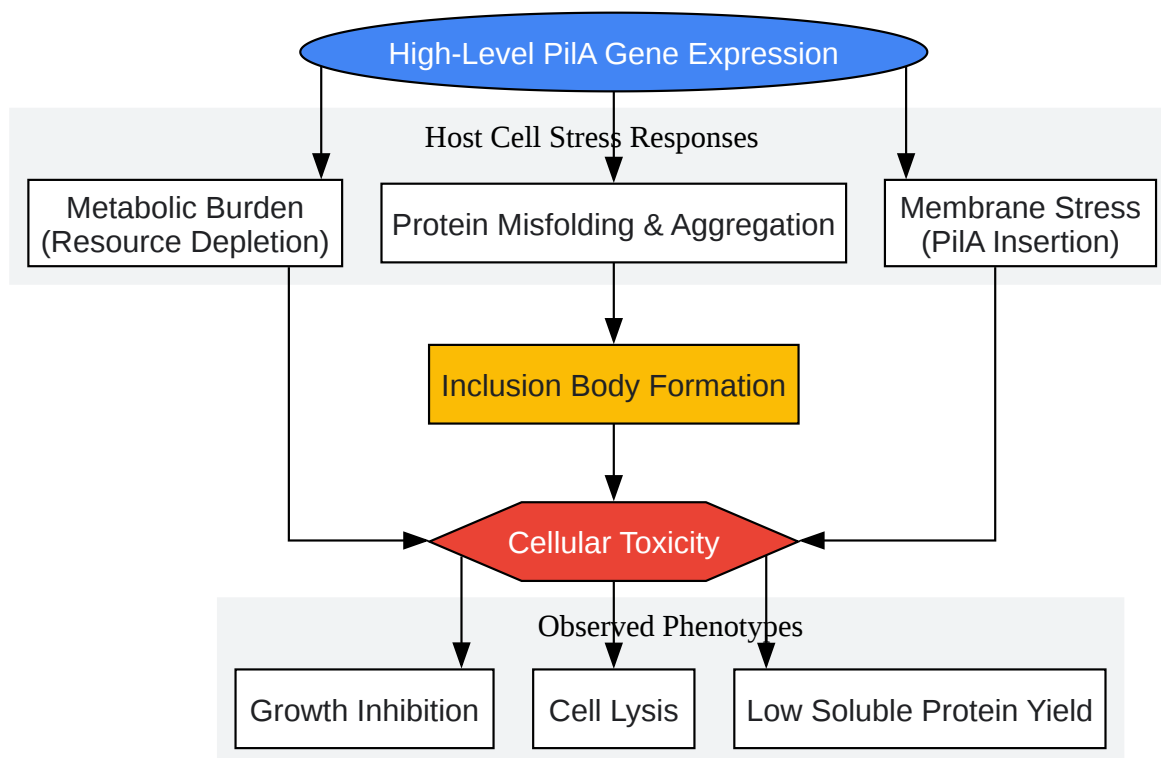 High-Level PilA Gene Expression
Host Cell Stress Responses
Metabolic Burden
(Resource Depletion)
Protein Misfolding & Aggregation
Membrane Stress
(PilA Insertion)
Inclusion Body Formation
Cellular Toxicity
Observed Phenotypes
Growth Inhibition
Cell Lysis
Low Soluble Protein Yield